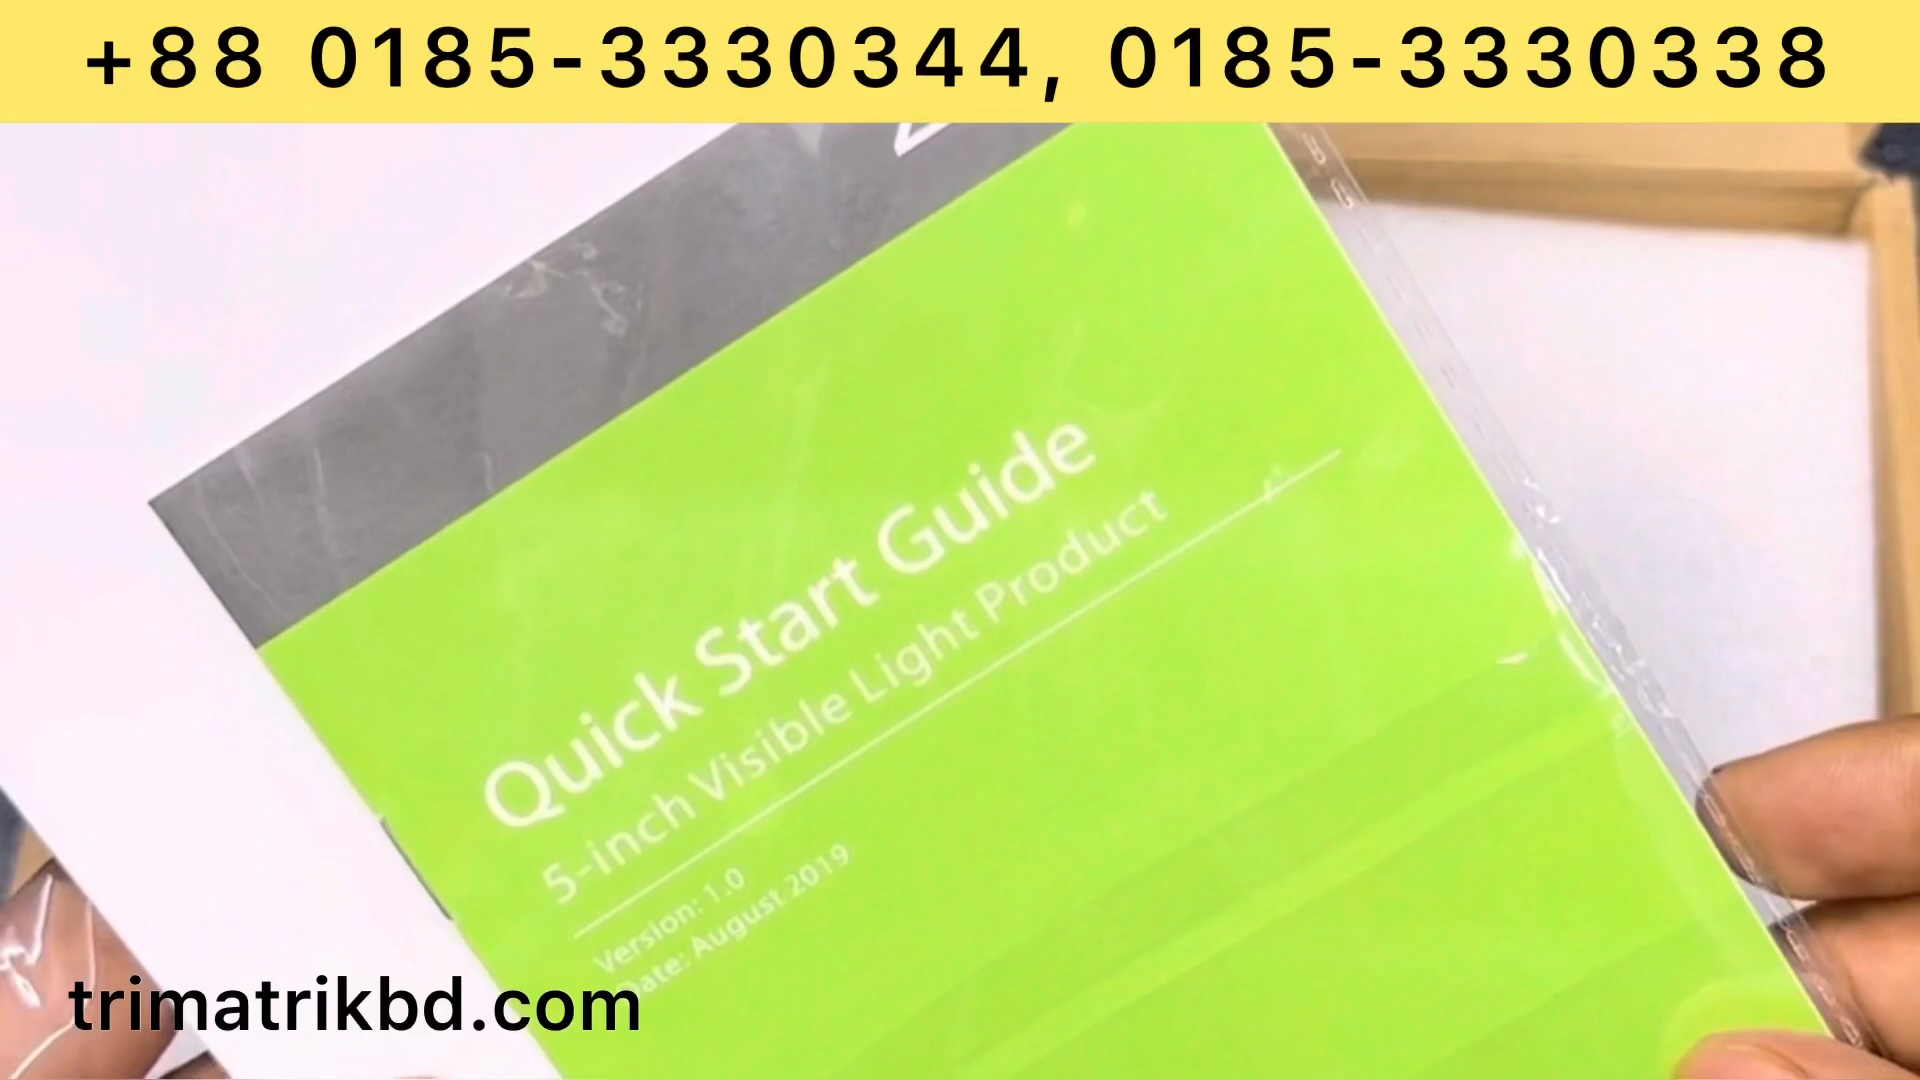 +88 0185-3330344, 0185-3330338
Quick Start Guide
5-inch Visible Light Product
Version: 1.0
Date: August 2019
trimatrikbd.com